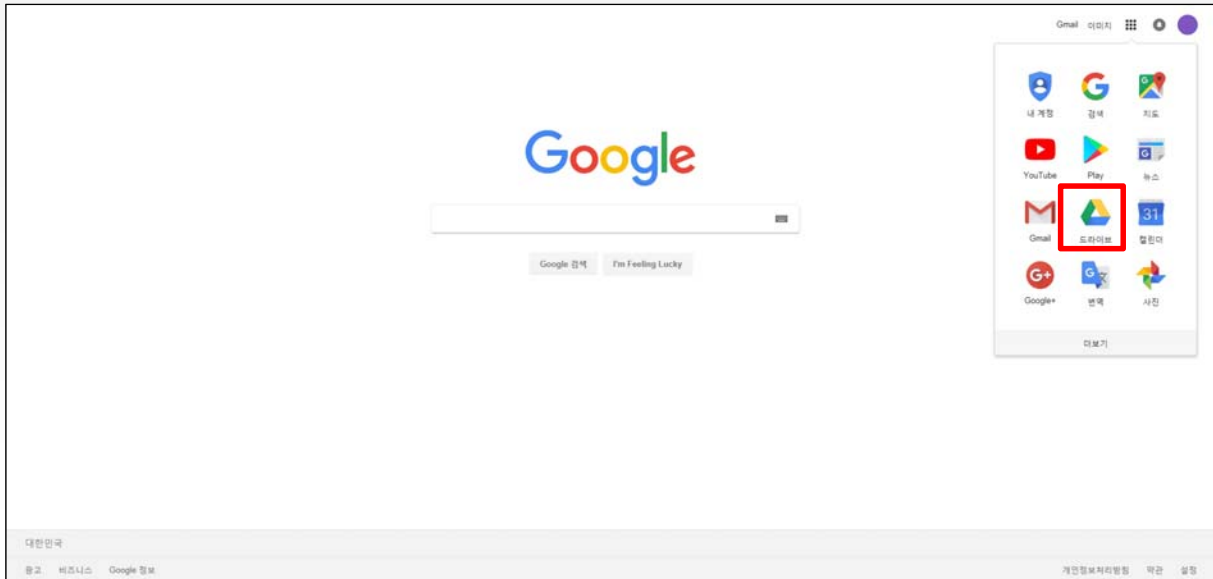 Gmail 이미지
내 계정 검색 지도
YouTube Play 뉴스
Gmail 드라이브 캘린더
31
Google+ 번역 사진
더보기
Google
Google 검색 I'm Feeling Lucky
대한민국
광고 비즈니스 Google 정보
개인정보처리방침 약관 설정